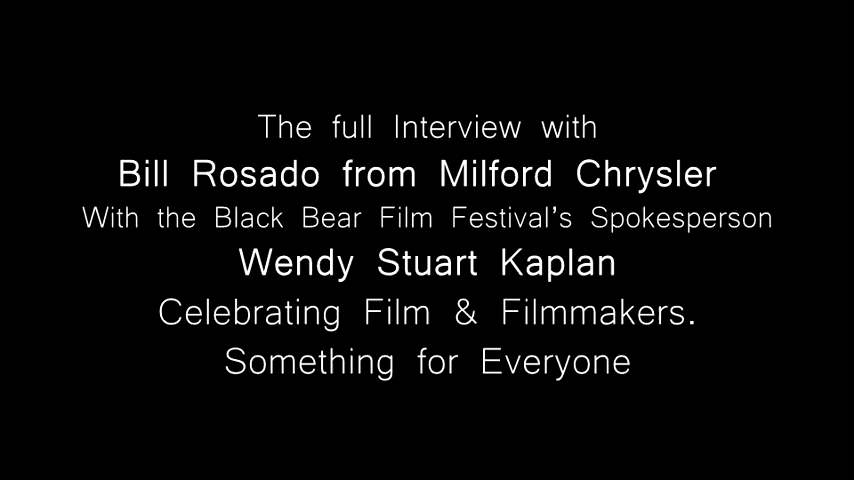 The full Interview with
Bill Rosado from Milford Chrysler
With the Black Bear Film Festival's Spokesperson
Wendy Stuart Kaplan
Celebrating Film & Filmmakers.
Something for Everyone